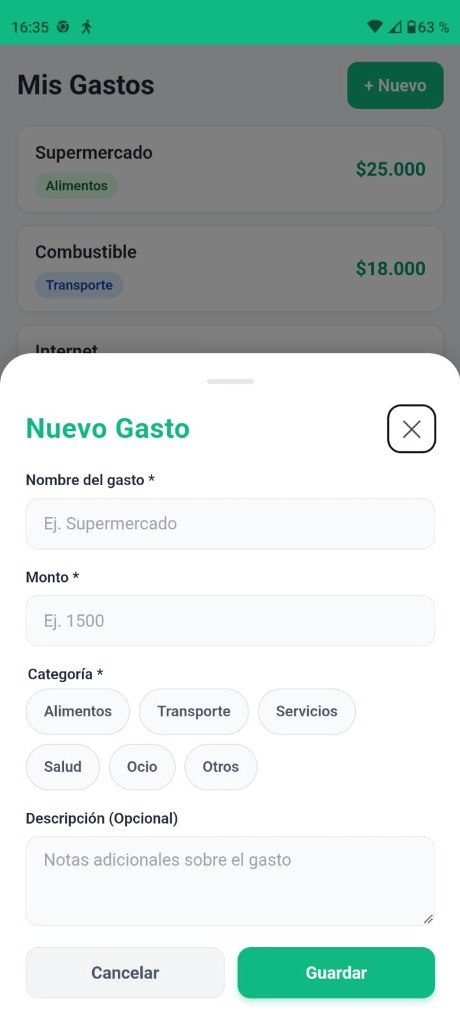 16:35 63 %
Mis Gastos + Nuevo
Supermercado
Alimentos
$25.000
Combustible
Transporte
$18.000
Internet
Nuevo Gasto
Nombre del gasto *
Ej. Supermercado
Monto *
Ej. 1500
Categoría *
Alimentos Transporte Servicios
Salud Ocio Otros
Descripción (Opcional)
Notas adicionales sobre el gasto
Cancelar Guardar